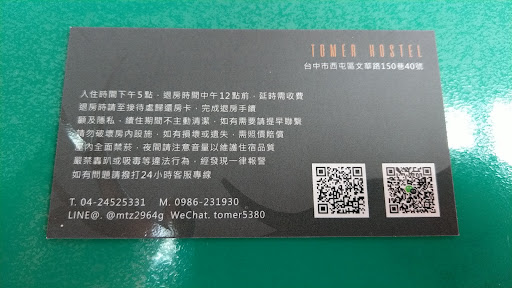 TOMER HOSTEL
台中市西屯區文華路150巷40號
入住時間下午5點，退房時間中午12點前，延時需收費
退房時請至接待處歸還房卡，完成退房手續
顧及隱私，續住期間不主動清潔，如有需要請提早聯繫
請勿破壞房內設施，如有損壞或遺失，需照價賠償
室內全面禁菸，夜間請注意音量以維護住宿品質
嚴禁轟趴或吸毒等違法行為，經發現一律報警
如有問題請撥打24小時客服專線
T. 04-24525331 M. 0986-231930
LINE@. @mtz2964g WeChat. tomer5380